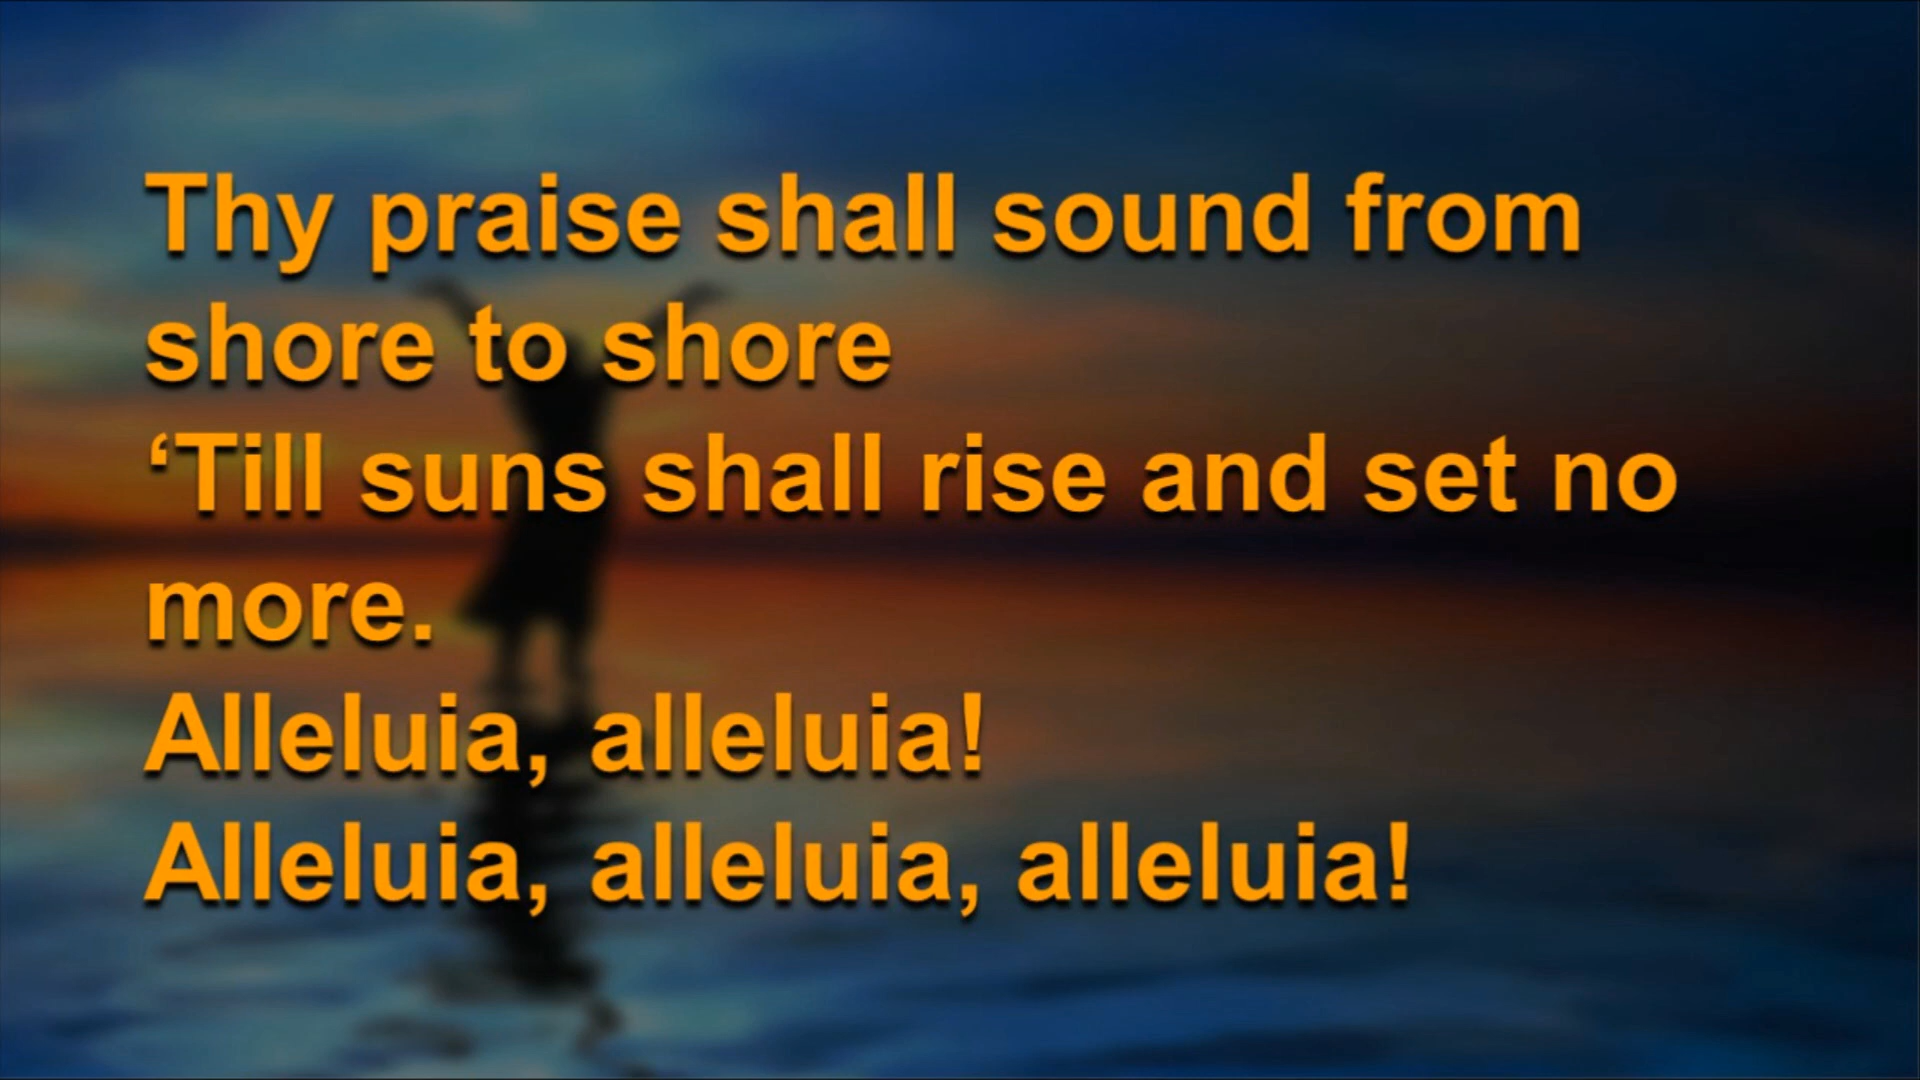 Thy praise shall sound from
shore to shore
‘Till suns shall rise and set no
more.
Alleluia, alleluia!
Alleluia, alleluia, alleluia!